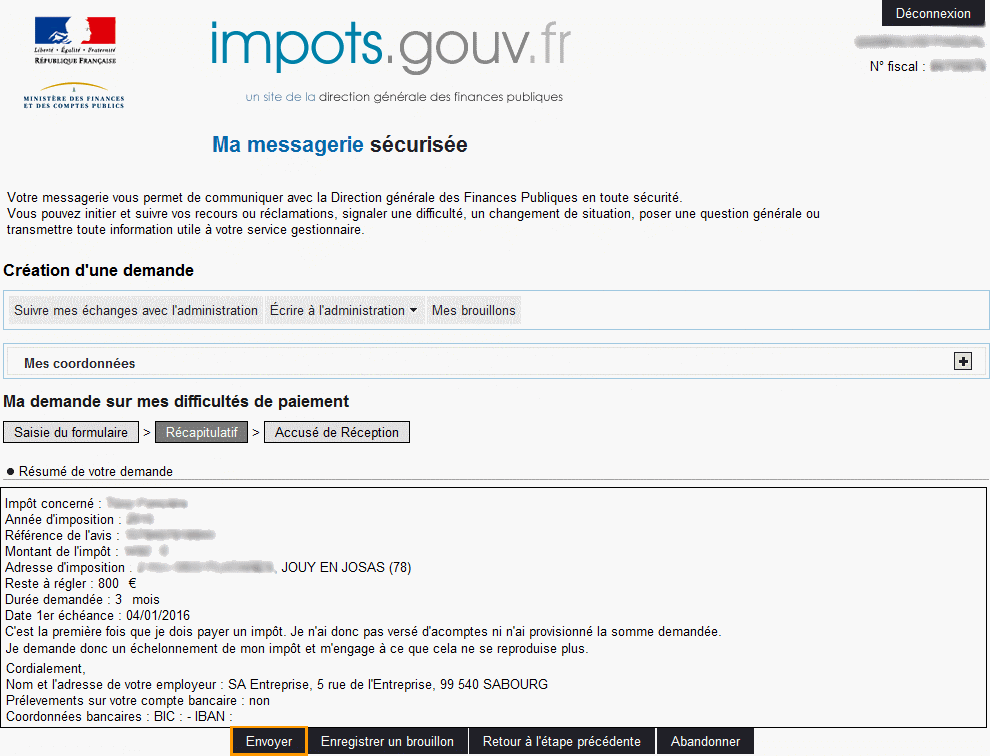 Déconnexion
Liberté • Égalité • Fraternité
RÉPUBLIQUE FRANÇAISE
impots.gouv.fr
N° fiscal :
MINISTÈRE DES FINANCES
ET DES COMPTES PUBLICS
un site de la direction générale des finances publiques
Ma messagerie sécurisée
Votre messagerie vous permet de communiquer avec la Direction générale des Finances Publiques en toute sécurité.
Vous pouvez initier et suivre vos recours ou réclamations, signaler une difficulté, un changement de situation, poser une question générale ou
transmettre toute information utile à votre service gestionnaire.
Création d'une demande
Suivre mes échanges avec l'administration Écrire à l'administration Mes brouillons
Mes coordonnées
Ma demande sur mes difficultés de paiement
Saisie du formulaire > Récapitulatif > Accusé de Réception
Résumé de votre demande
Impôt concerné :
Année d'imposition :
Référence de l'avis :
Montant de l'impôt :
Adresse d'imposition : , JOUY EN JOSAS (78)
Reste à régler : 800 €
Durée demandée : 3 mois
Date 1er échéance : 04/01/2016
C'est la première fois que je dois payer un impôt. Je n'ai donc pas versé d'acomptes ni n'ai provisionné la somme demandée.
Je demande donc un échelonnement de mon impôt et m'engage à ce que cela ne se reproduise plus.
Cordialement,
Nom et l'adresse de votre employeur : SA Entreprise, 5 rue de l'Entreprise, 99 540 SABOURG
Prélevements sur votre compte bancaire : non
Coordonnées bancaires : BIC : - IBAN :
Envoyer Enregistrer un brouillon Retour à l'étape précédente Abandonner